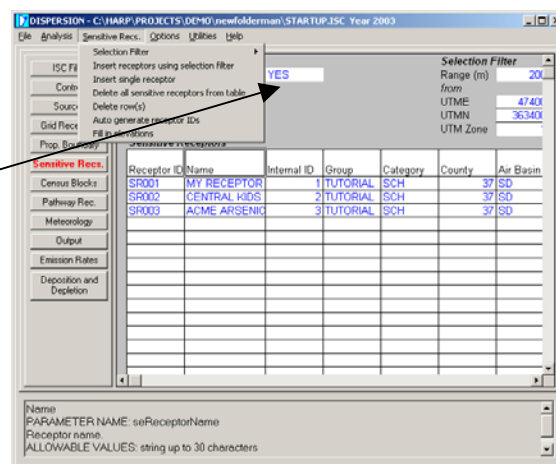 DISPERSION - C:\HARP\PROJECTS\DEMO\newfolderman\STARTUP.ISC Year 2003
File Analysis Sensitive Recs. Options Utilities Help
Selection Filter
Insert receptors using selection filter
Insert single receptor
Delete all sensitive receptors from table
Delete row(s)
Auto generate receptor IDs
Fill in elevations
YES
Selection Filter
Range (m) 200
from
UTME 47400
UTMN 363400
UTM Zone
ISC Fil
Contr
Sourc
Grid Rece
Prop. Boundary
Sensitive Recs.
Census Blocks
Pathway Rec.
Meteorology
Output
Emission Rates
Deposition and
Depletion
Sensitive Receptors
Receptor ID Name Internal ID Group Category County Air Basin
SR001 MY RECEPTOR 1 TUTORIAL SCH 37 SD
SR002 CENTRAL KIDS 2 TUTORIAL SCH 37 SD
SR003 ACME ARSENIC 3 TUTORIAL SCH 37 SD
Name
PARAMETER NAME: seReceptorName
Receptor name.
ALLOWABLE VALUES: string up to 30 characters